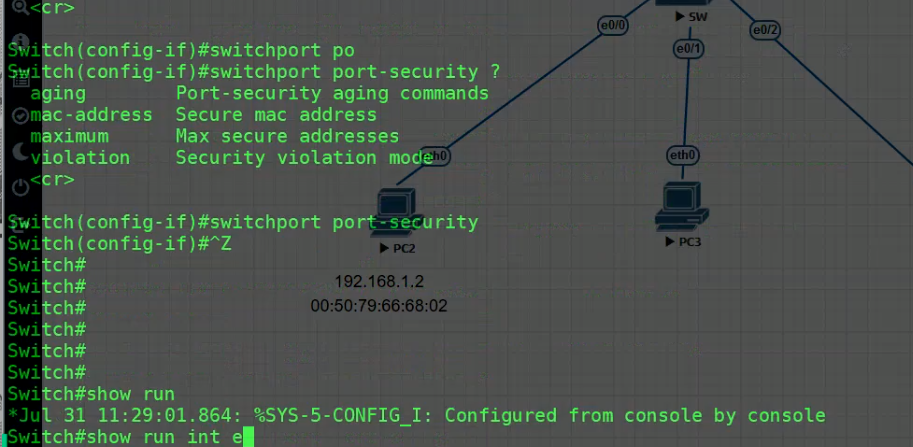 <cr>
Switch(config-if)#switchport po
Switch(config-if)#switchport port-security ?
aging Port-security aging commands
mac-address Secure mac address
maximum Max secure addresses
violation Security violation mode
<cr>
Switch(config-if)#switchport port-security
Switch(config-if)#^Z
Switch#
Switch#
Switch#
Switch#
Switch#
Switch#
Switch#show run
*Jul 31 11:29:01.864: %SYS-5-CONFIG_I: Configured from console by console
Switch#show run int e
SW
e0/0
e0/1
e0/2
eth0
eth0
PC2
PC3
192.168.1.2
00:50:79:66:68:02